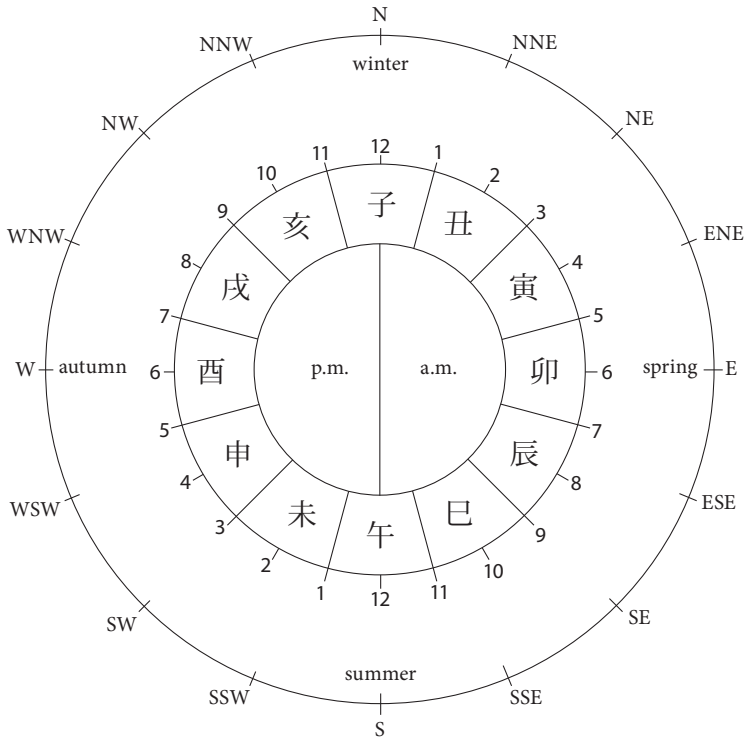 N
NNE
NE
ENE
E
ESE
SE
SSE
S
SSW
SW
WSW
W
WNW
NW
NNW
winter
spring
summer
autumn
12
1
2
3
4
5
6
7
8
9
10
11
12
1
2
3
4
5
6
7
8
9
10
11
子
丑
寅
卯
辰
巳
午
未
申
酉
戌
亥
p.m.
a.m.